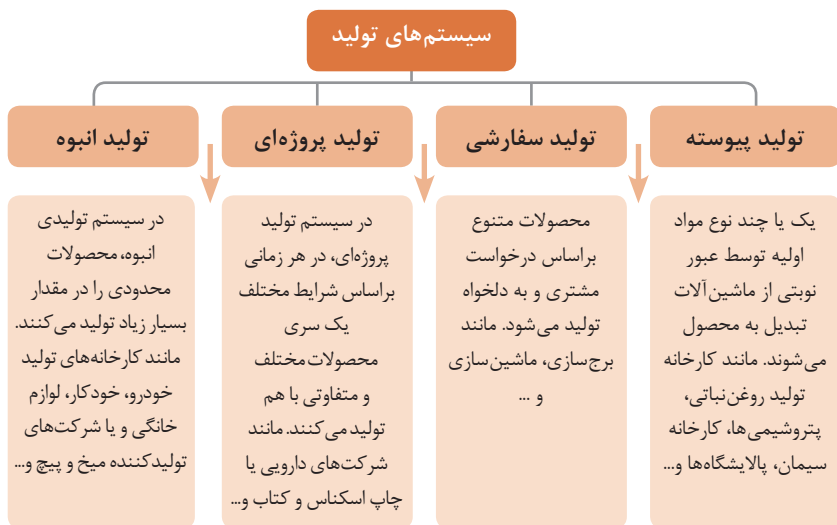 سیستم‌های تولید
تولید پیوسته
یک یا چند نوع مواد
اولیه توسط عبور
نوبتی از ماشین‌آلات
تبدیل به محصول
می‌شوند. مانند کارخانه
تولید روغن‌نباتی،
پتروشیمی‌ها، کارخانه
سیمان، پالایشگاه‌ها و...
تولید سفارشی
محصولات متنوع
براساس درخواست
مشتری و به دلخواه
تولید می‌شود. مانند
برج‌سازی، ماشین‌سازی
و ...
تولید پروژه‌ای
در سیستم تولید
پروژه‌ای، در هر زمانی
براساس شرایط مختلف
یک سری
محصولات مختلف
و متفاوتی با هم
تولید می‌کنند. مانند
شرکت‌های دارویی یا
چاپ اسکناس و کتاب و...
تولید انبوه
در سیستم تولیدی
انبوه، محصولات
محدودی را در مقدار
بسیار زیاد تولید می‌کنند.
مانند کارخانه‌های تولید
خودرو، خودکار، لوازم
خانگی و یا شرکت‌های
تولیدکننده میخ و پیچ و...